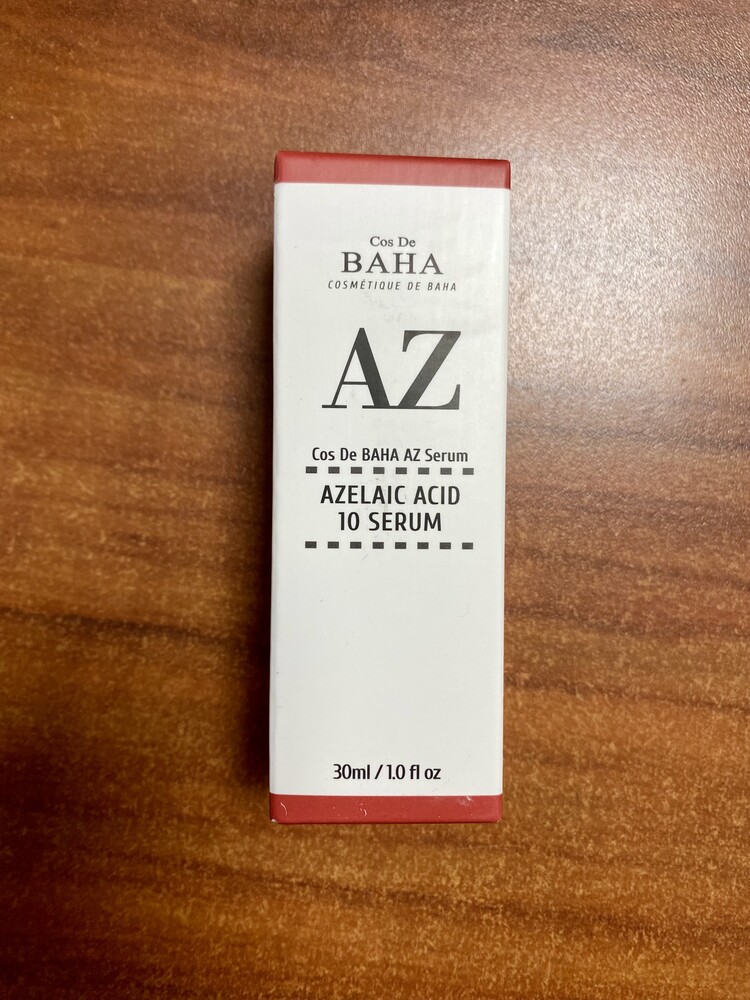 Cos De
BAHA
COSMÉTIQUE DE BAHA
AZ
Cos De BAHA AZ Serum
AZELAIC ACID
10 SERUM
30ml / 1.0 fl oz